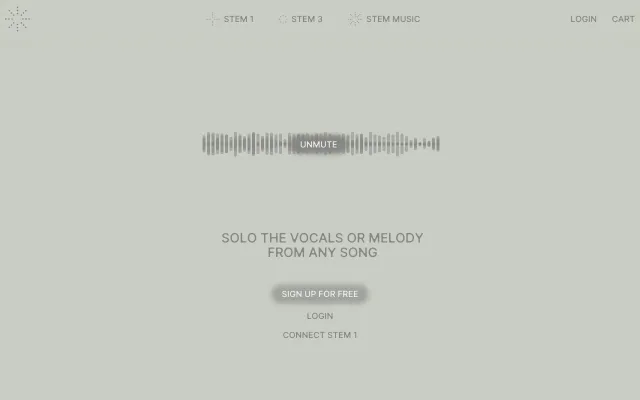 STEM 1
STEM 3
STEM MUSIC
LOGIN
CART
UNMUTE
SOLO THE VOCALS OR MELODY
FROM ANY SONG
SIGN UP FOR FREE
LOGIN
CONNECT STEM 1